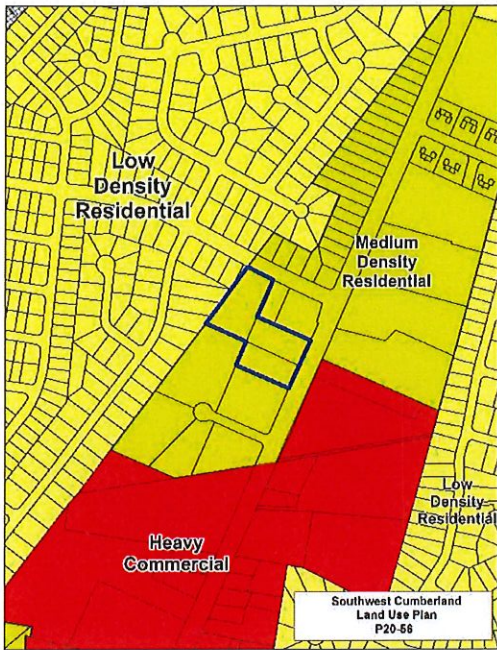 Low
Density
Residential
Medium
Density
Residential
Low
Density
Residential
Heavy
Commercial
Southwest Cumberland
Land Use Plan
P20-56